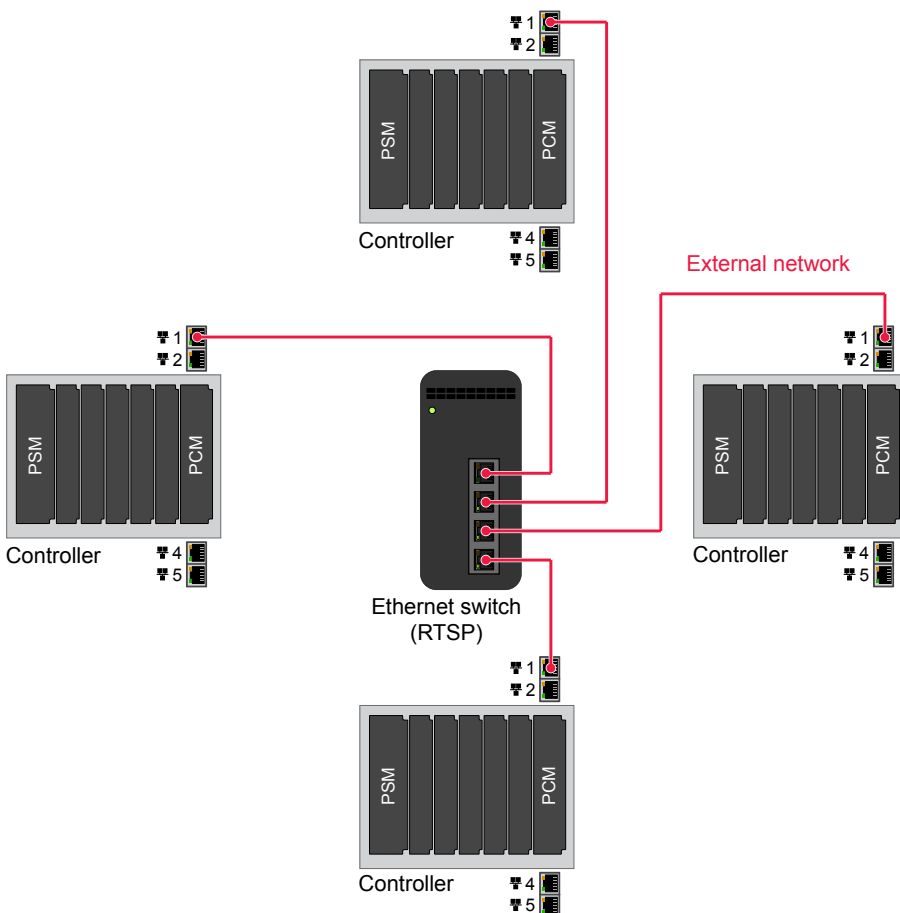 1
2
PSM
PCM
Controller
4
5
External network
1
2
PSM
PCM
Controller
4
5
1
2
PSM
PCM
Controller
4
5
Ethernet switch
(RTSP)
1
2
PSM
PCM
Controller
4
5